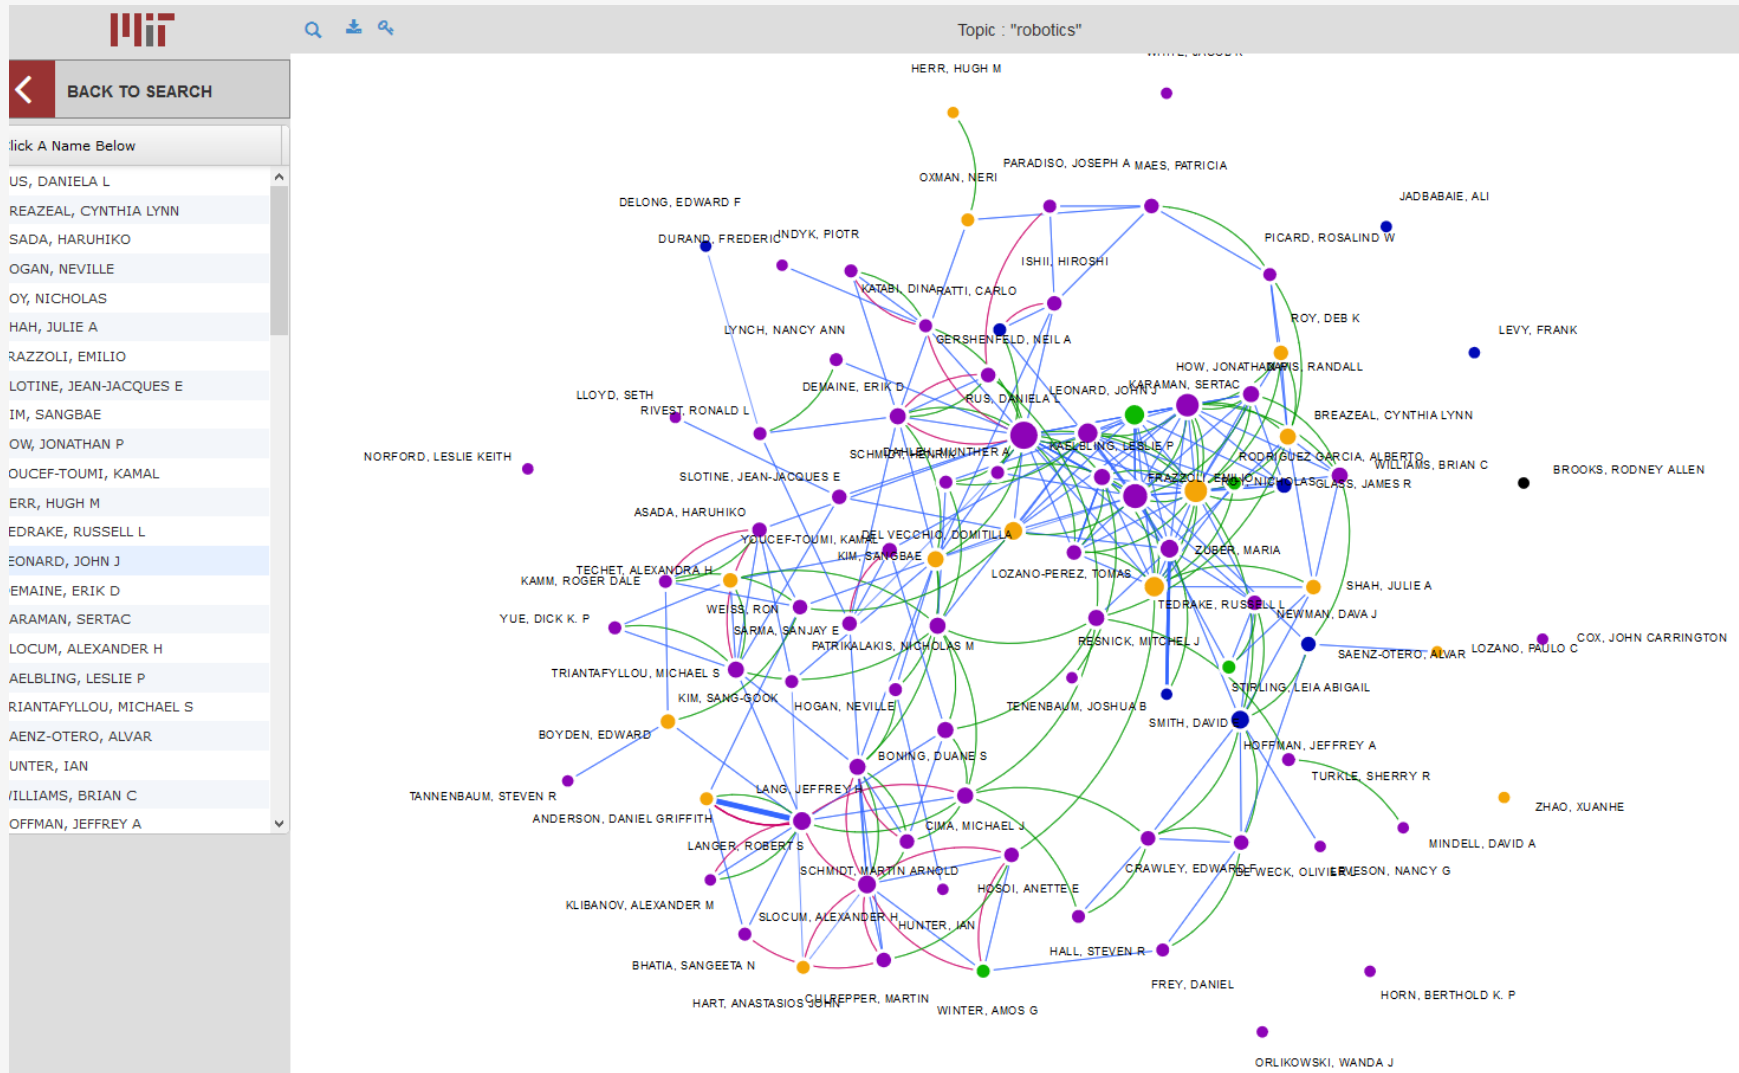 MIT
Topic : "robotics"
BACK TO SEARCH
lick A Name Below
US, DANIELA L
REAZEAL, CYNTHIA LYNN
SADA, HARUHIKO
OGAN, NEVILLE
OY, NICHOLAS
HAH, JULIE A
RAZZOLI, EMILIO
LOTINE, JEAN-JACQUES E
IM, SANGBAE
OW, JONATHAN P
OUCEF-TOUMI, KAMAL
ERR, HUGH M
EDRAKE, RUSSELL L
EONARD, JOHN J
EMAINE, ERIK D
ARAMAN, SERTAC
LOCUM, ALEXANDER H
AELBLING, LESLIE P
RIANTAFYLLOU, MICHAEL S
AENZ-OTERO, ALVAR
UNTER, IAN
ILLIAMS, BRIAN C
OFFMAN, JEFFREY A
HERR, HUGH M
PARADISO, JOSEPH A
MAES, PATRICIA
OXMAN, NERI
JADBABAIE, ALI
DELONG, EDWARD F
DURAND, FREDERIC
INDYK, PIOTR
PICARD, ROSALIND W
ISHII, HIROSHI
KATABI, DINA
RATTI, CARLO
ROY, DEB K
LYNCH, NANCY ANN
LEVY, FRANK
GERSHENFELD, NEIL A
HOW, JONATHAN P
DAVIS, RANDALL
DEMAINE, ERIK D
LEONARD, JOHN J
KARAMAN, SERTAC
LLOYD, SETH
RUS, DANIELA L
RIVEST, RONALD L
BREAZEAL, CYNTHIA LYNN
KAELBLING, LESLIE P
DAHLEH, MUNTHER A
NORFORD, LESLIE KEITH
RODRIGUEZ GARCIA, ALBERTO
WILLIAMS, BRIAN C
BROOKS, RODNEY ALLEN
SLOTINE, JEAN-JACQUES E
FRAZZOLI, EMILIO
GLASS, JAMES R
ASADA, HARUHIKO
YOUCEF-TOUMI, KAMAL
DEL VECCHIO, DOMITILLA
KIM, SANGBAE
ZUBER, MARIA
TECHET, ALEXANDRA H
LOZANO-PEREZ, TOMAS
KAMM, ROGER DALE
SHAH, JULIE A
TEDRAKE, RUSSELL L
WEISS, RON
YUE, DICK K. P
NEWMAN, DAVA J
SARMA, SANJAY E
PATRIKALAKIS, NICHOLAS M
RESNICK, MITCHEL J
COX, JOHN CARRINGTON
LOZANO, PAULO C
SAENZ-OTERO, ALVAR
TRIANTAFYLLOU, MICHAEL S
STIRLING, LEIA ABIGAIL
KIM, SANG-GOOK
HOGAN, NEVILLE
TENENBAUM, JOSHUA B
SMITH, DAVID
BOYDEN, EDWARD
HOFFMAN, JEFFREY A
BONING, DUANE S
TURKLE, SHERRY R
LANG, JEFFREY H
TANNENBAUM, STEVEN R
ZHAO, XUANHE
ANDERSON, DANIEL GRIFFITH
CIMA, MICHAEL J
MINDELL, DAVID A
LANGER, ROBERT S
SCHMIDT, MARTIN ARNOLD
CRAWLEY, EDWARD F
DE WECK, OLIVIER L
LEVESON, NANCY G
HOSOI, ANETTE E
KLIBANOV, ALEXANDER M
SLOCUM, ALEXANDER H
HUNTER, IAN
HALL, STEVEN R
BHATIA, SANGEETA N
FREY, DANIEL
HORN, BERTHOLD K. P
HART, ANASTASIOS JOHN
CULPEPPER, MARTIN
WINTER, AMOS G
ORLIKOWSKI, WANDA J